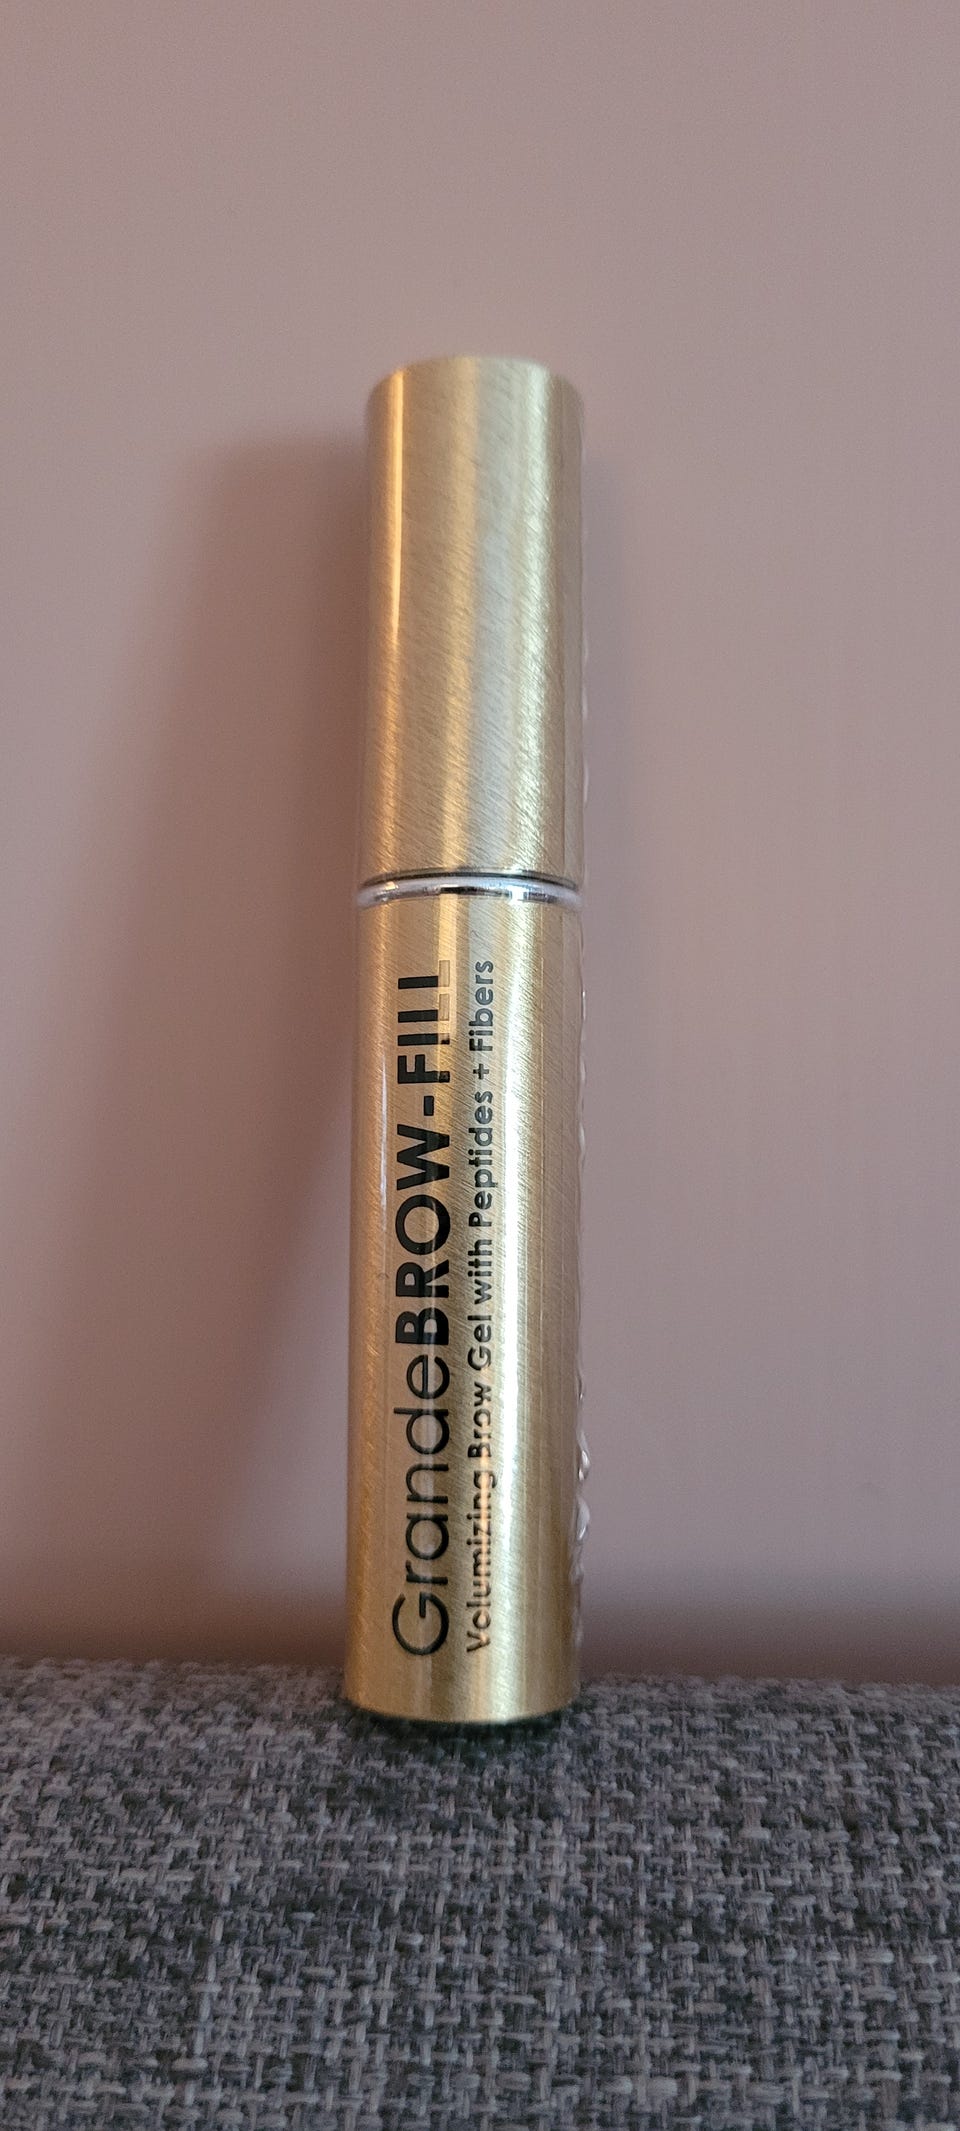 GrandeBROW-FILL
Volumizing Brow Gel with Peptides + Fibers